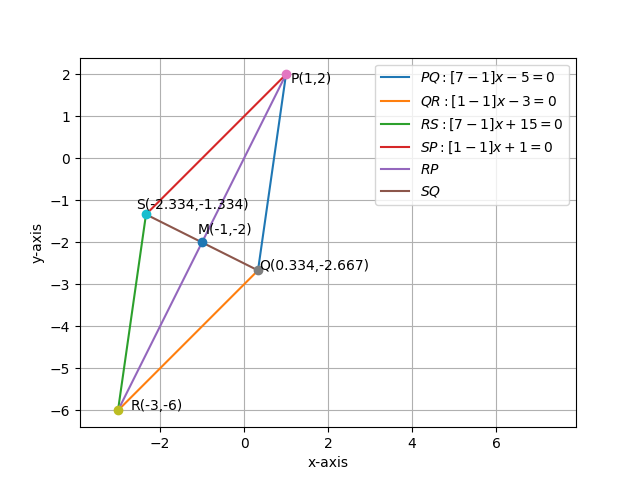 PQ : [7 − 1]x − 5 = 0
QR : [1 − 1]x − 3 = 0
RS : [7 − 1]x + 15 = 0
SP : [1 − 1]x + 1 = 0
RP
SQ
P(1,2)
S(-2.334,-1.334)
M(-1,-2)
Q(0.334,-2.667)
R(-3,-6)
2
1
0
−1
−2
−3
−4
−5
−6
y-axis
−2 0 2 4 6
x-axis